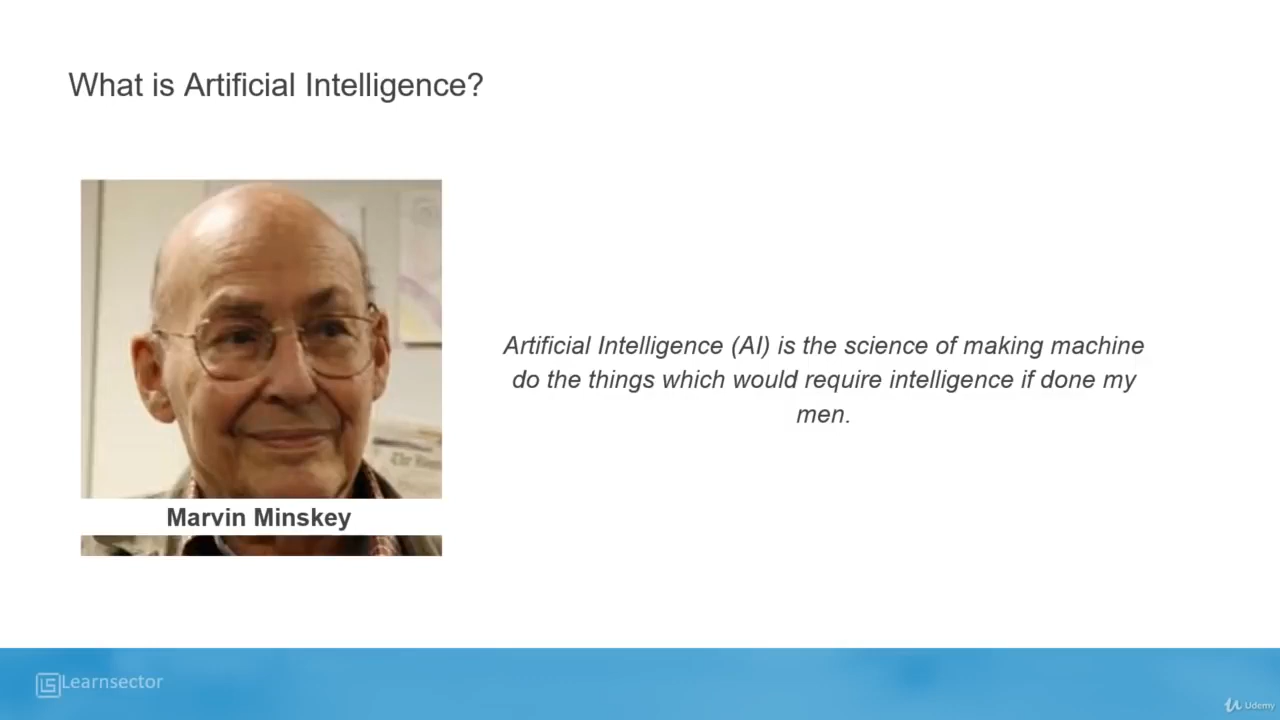 What is Artificial Intelligence?
Artificial Intelligence (AI) is the science of making machine
do the things which would require intelligence if done my
men.
Marvin Minskey
LS Learnsector
Udemy